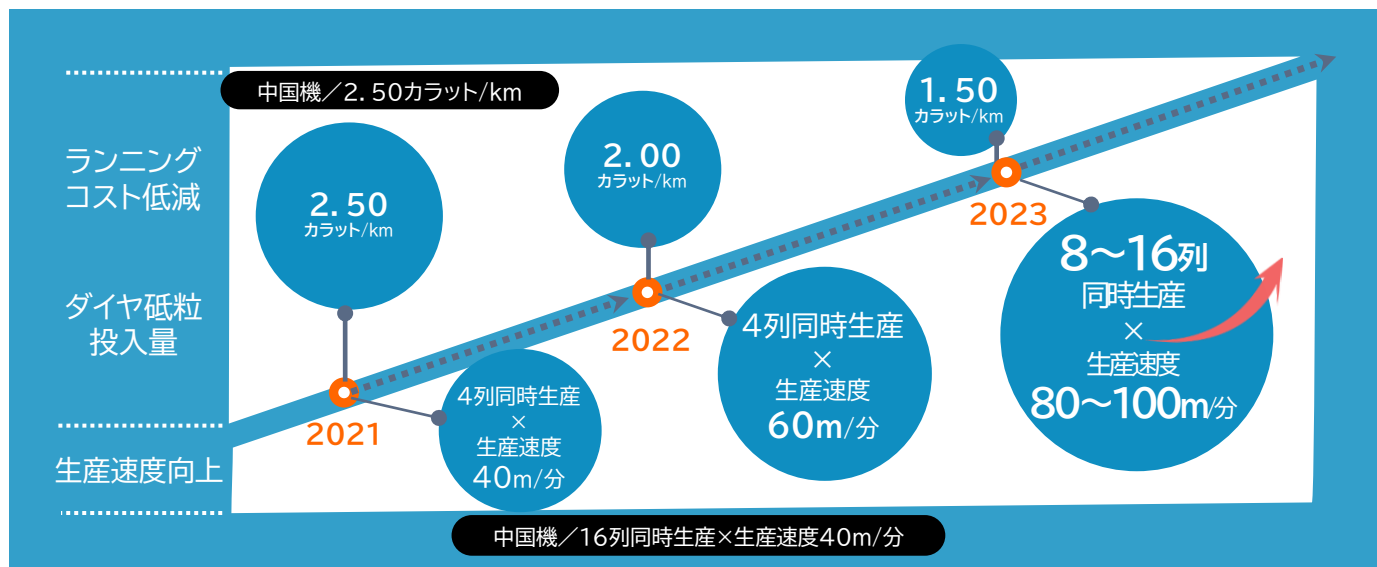 中国機／2.50カラット/km
ランニング
コスト低減
ダイヤ砥粒
投入量
生産速度向上
2.50
カラット/km
2.00
カラット/km
1.50
カラット/km
2021
2022
2023
4列同時生産
×
生産速度
40m/分
4列同時生産
×
生産速度
60m/分
8～16列
同時生産
×
生産速度
80～100m/分
中国機／16列同時生産×生産速度40m/分